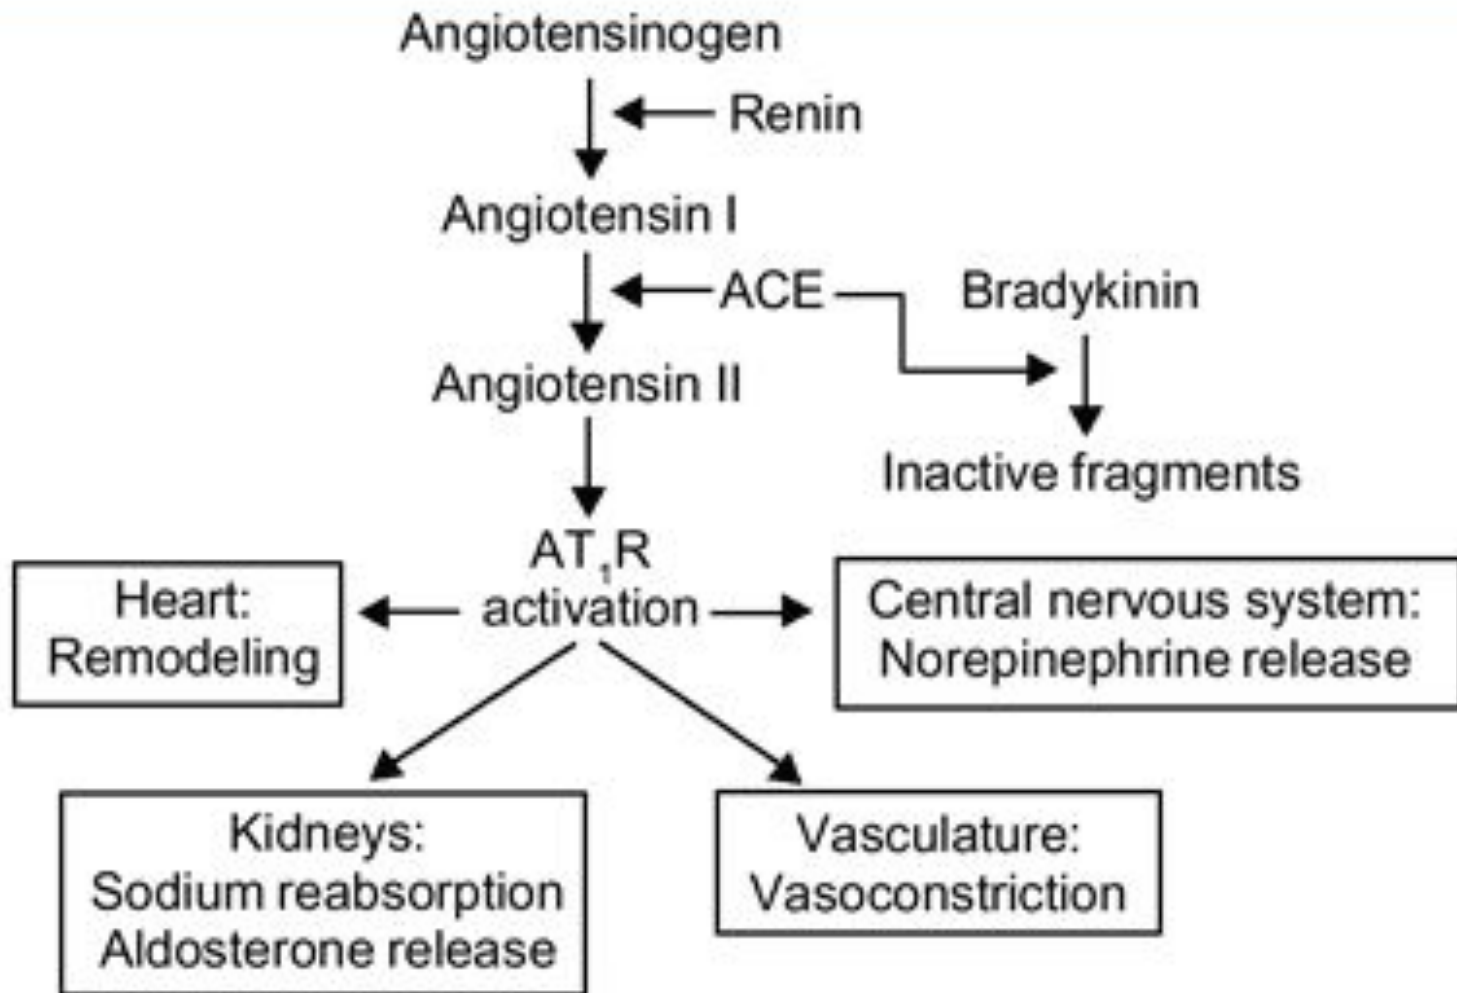 Angiotensinogen
Renin
Angiotensin I
ACE
Bradykinin
Angiotensin II
Inactive fragments
AT₁R
activation
Heart:
Remodeling
Central nervous system:
Norepinephrine release
Kidneys:
Sodium reabsorption
Aldosterone release
Vasculature:
Vasoconstriction